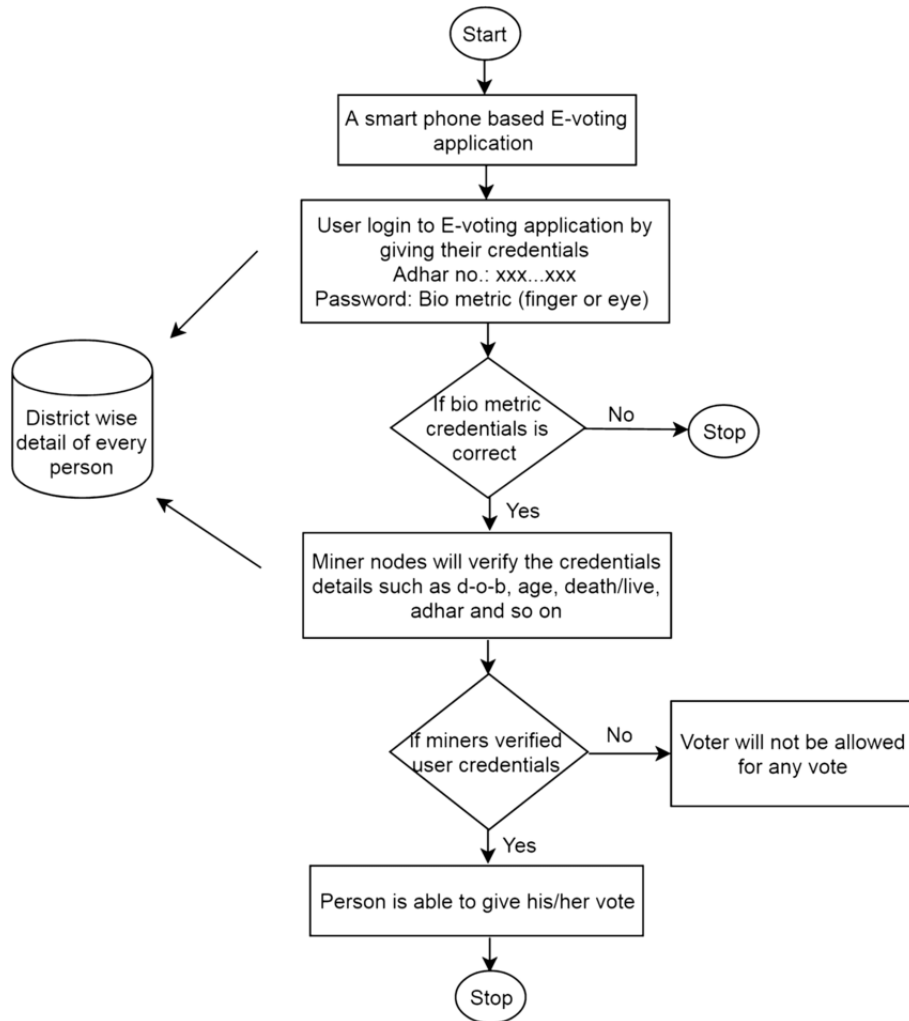 Start
A smart phone based E-voting
application
User login to E-voting application by
giving their credentials
Adhar no.: xxx...xxx
Password: Bio metric (finger or eye)
District wise
detail of every
person
If bio metric
credentials is
correct
No
Stop
Yes
Miner nodes will verify the credentials
details such as d-o-b, age, death/live,
adhar and so on
If miners verified
user credentials
No
Voter will not be allowed
for any vote
Yes
Person is able to give his/her vote
Stop